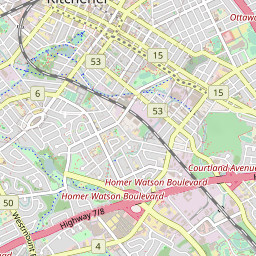 Kitchener
Ottawa
15
53
6
53
15
Courtland Avenue
Homer Watson Boulevard
Homer Watson Boulevard
50
Highway 7/8
Westmount
4